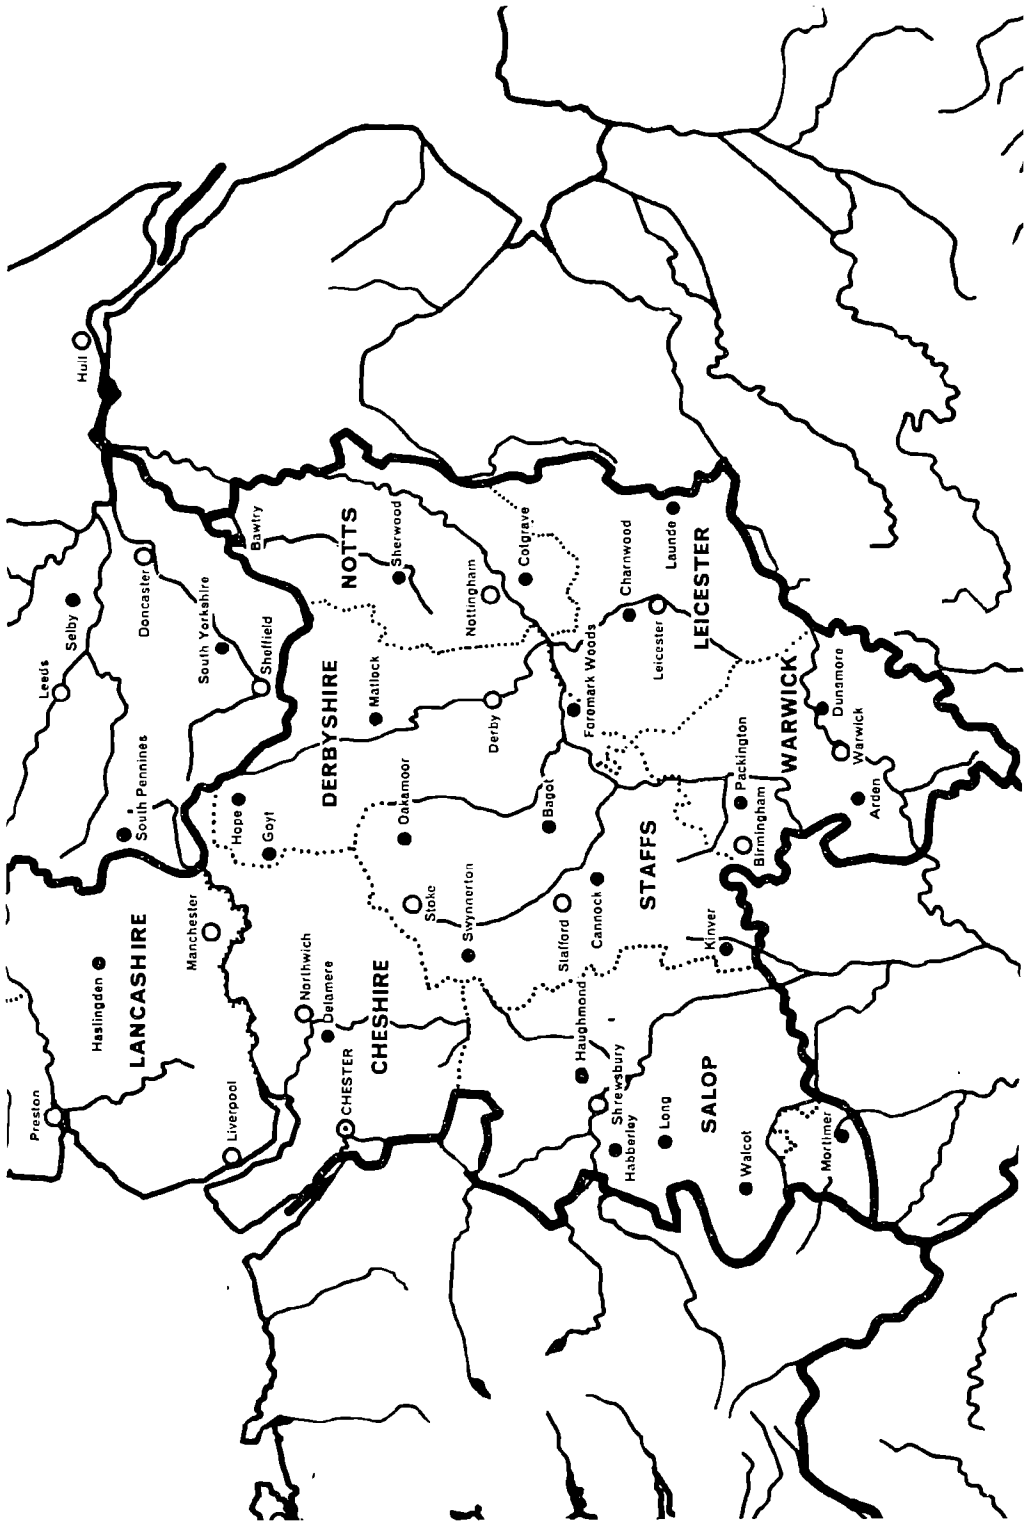 Preston
Leeds
Selby
Hull
Haslingden
South Pennines
Doncaster
LANCASHIRE
South Yorkshire
Manchester
Liverpool
Sheffield
Bawtry
Hope
Goyt
Northwich
Delamere
CHESTER
CHESHIRE
DERBYSHIRE
NOTTS
Matlock
Sherwood
Oakamoor
Stoke
Swynnerton
Derby
Nottingham
Colgrave
Bagot
Stafford
Cannock
Foremark Woods
Charnwood
Leicester
Launde
LEICESTER
Haughmond
Shrewsbury
Habberley
Long
SALOP
STAFFS
Kinver
Walcot
Packington
Birmingham
WARWICK
Mortimer
Dunsmore
Warwick
Arden